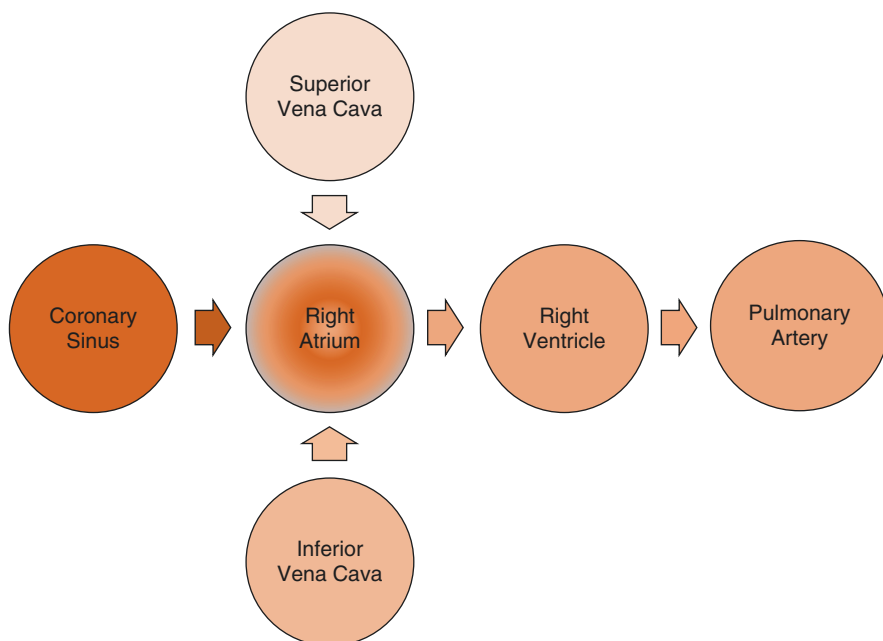 Superior
Vena Cava
Coronary
Sinus
Right
Atrium
Right
Ventricle
Pulmonary
Artery
Inferior
Vena Cava